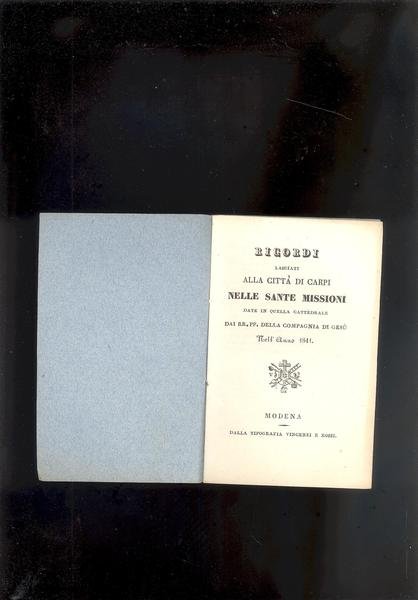 RICORDI
LASCIATI
ALLA CITTÀ DI CARPI
NELLE SANTE MISSIONI
DATE IN QUELLA CATTEDRALE
DAI RR. PP. DELLA COMPAGNIA DI GESÙ
Nell' Anno 1841.
MODENA
DALLA TIPOGRAFIA VINCENZI E ROSSI.